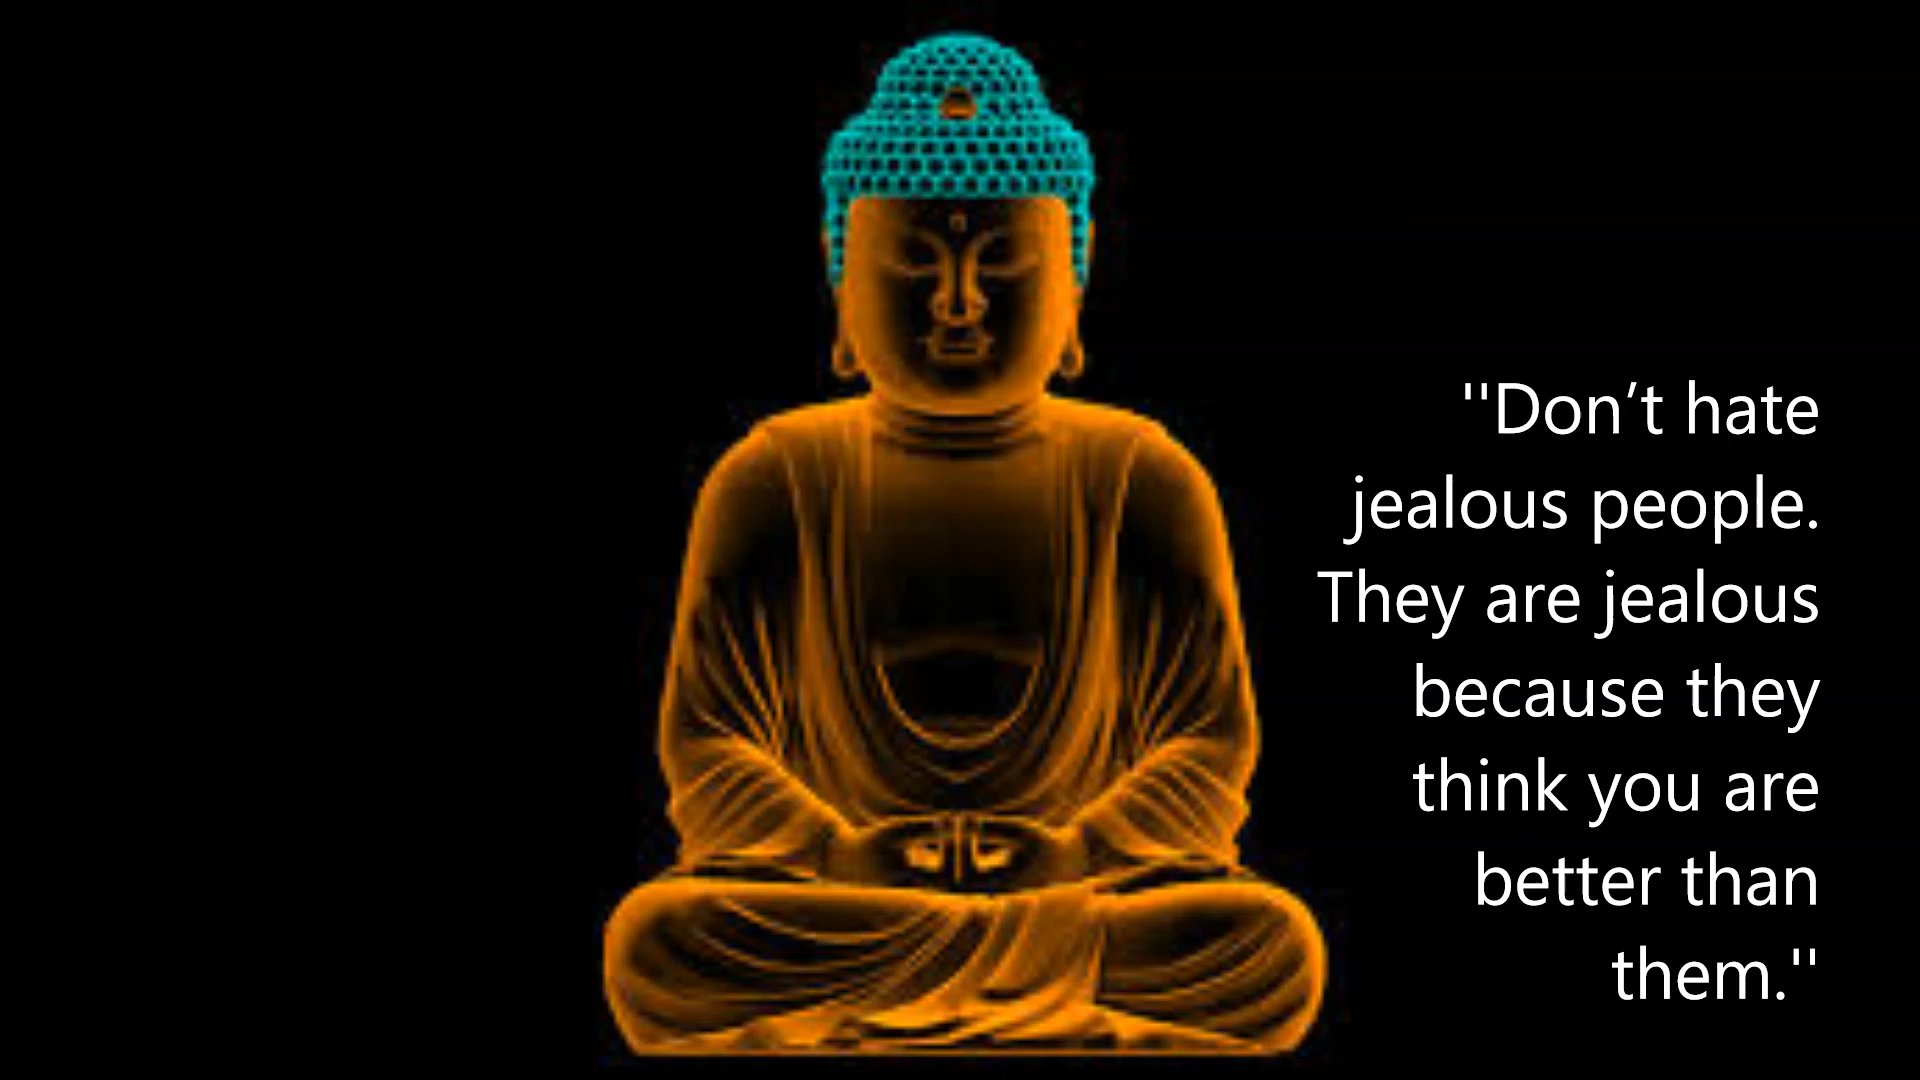 "Don’t hate
jealous people.
They are jealous
because they
think you are
better than
them."